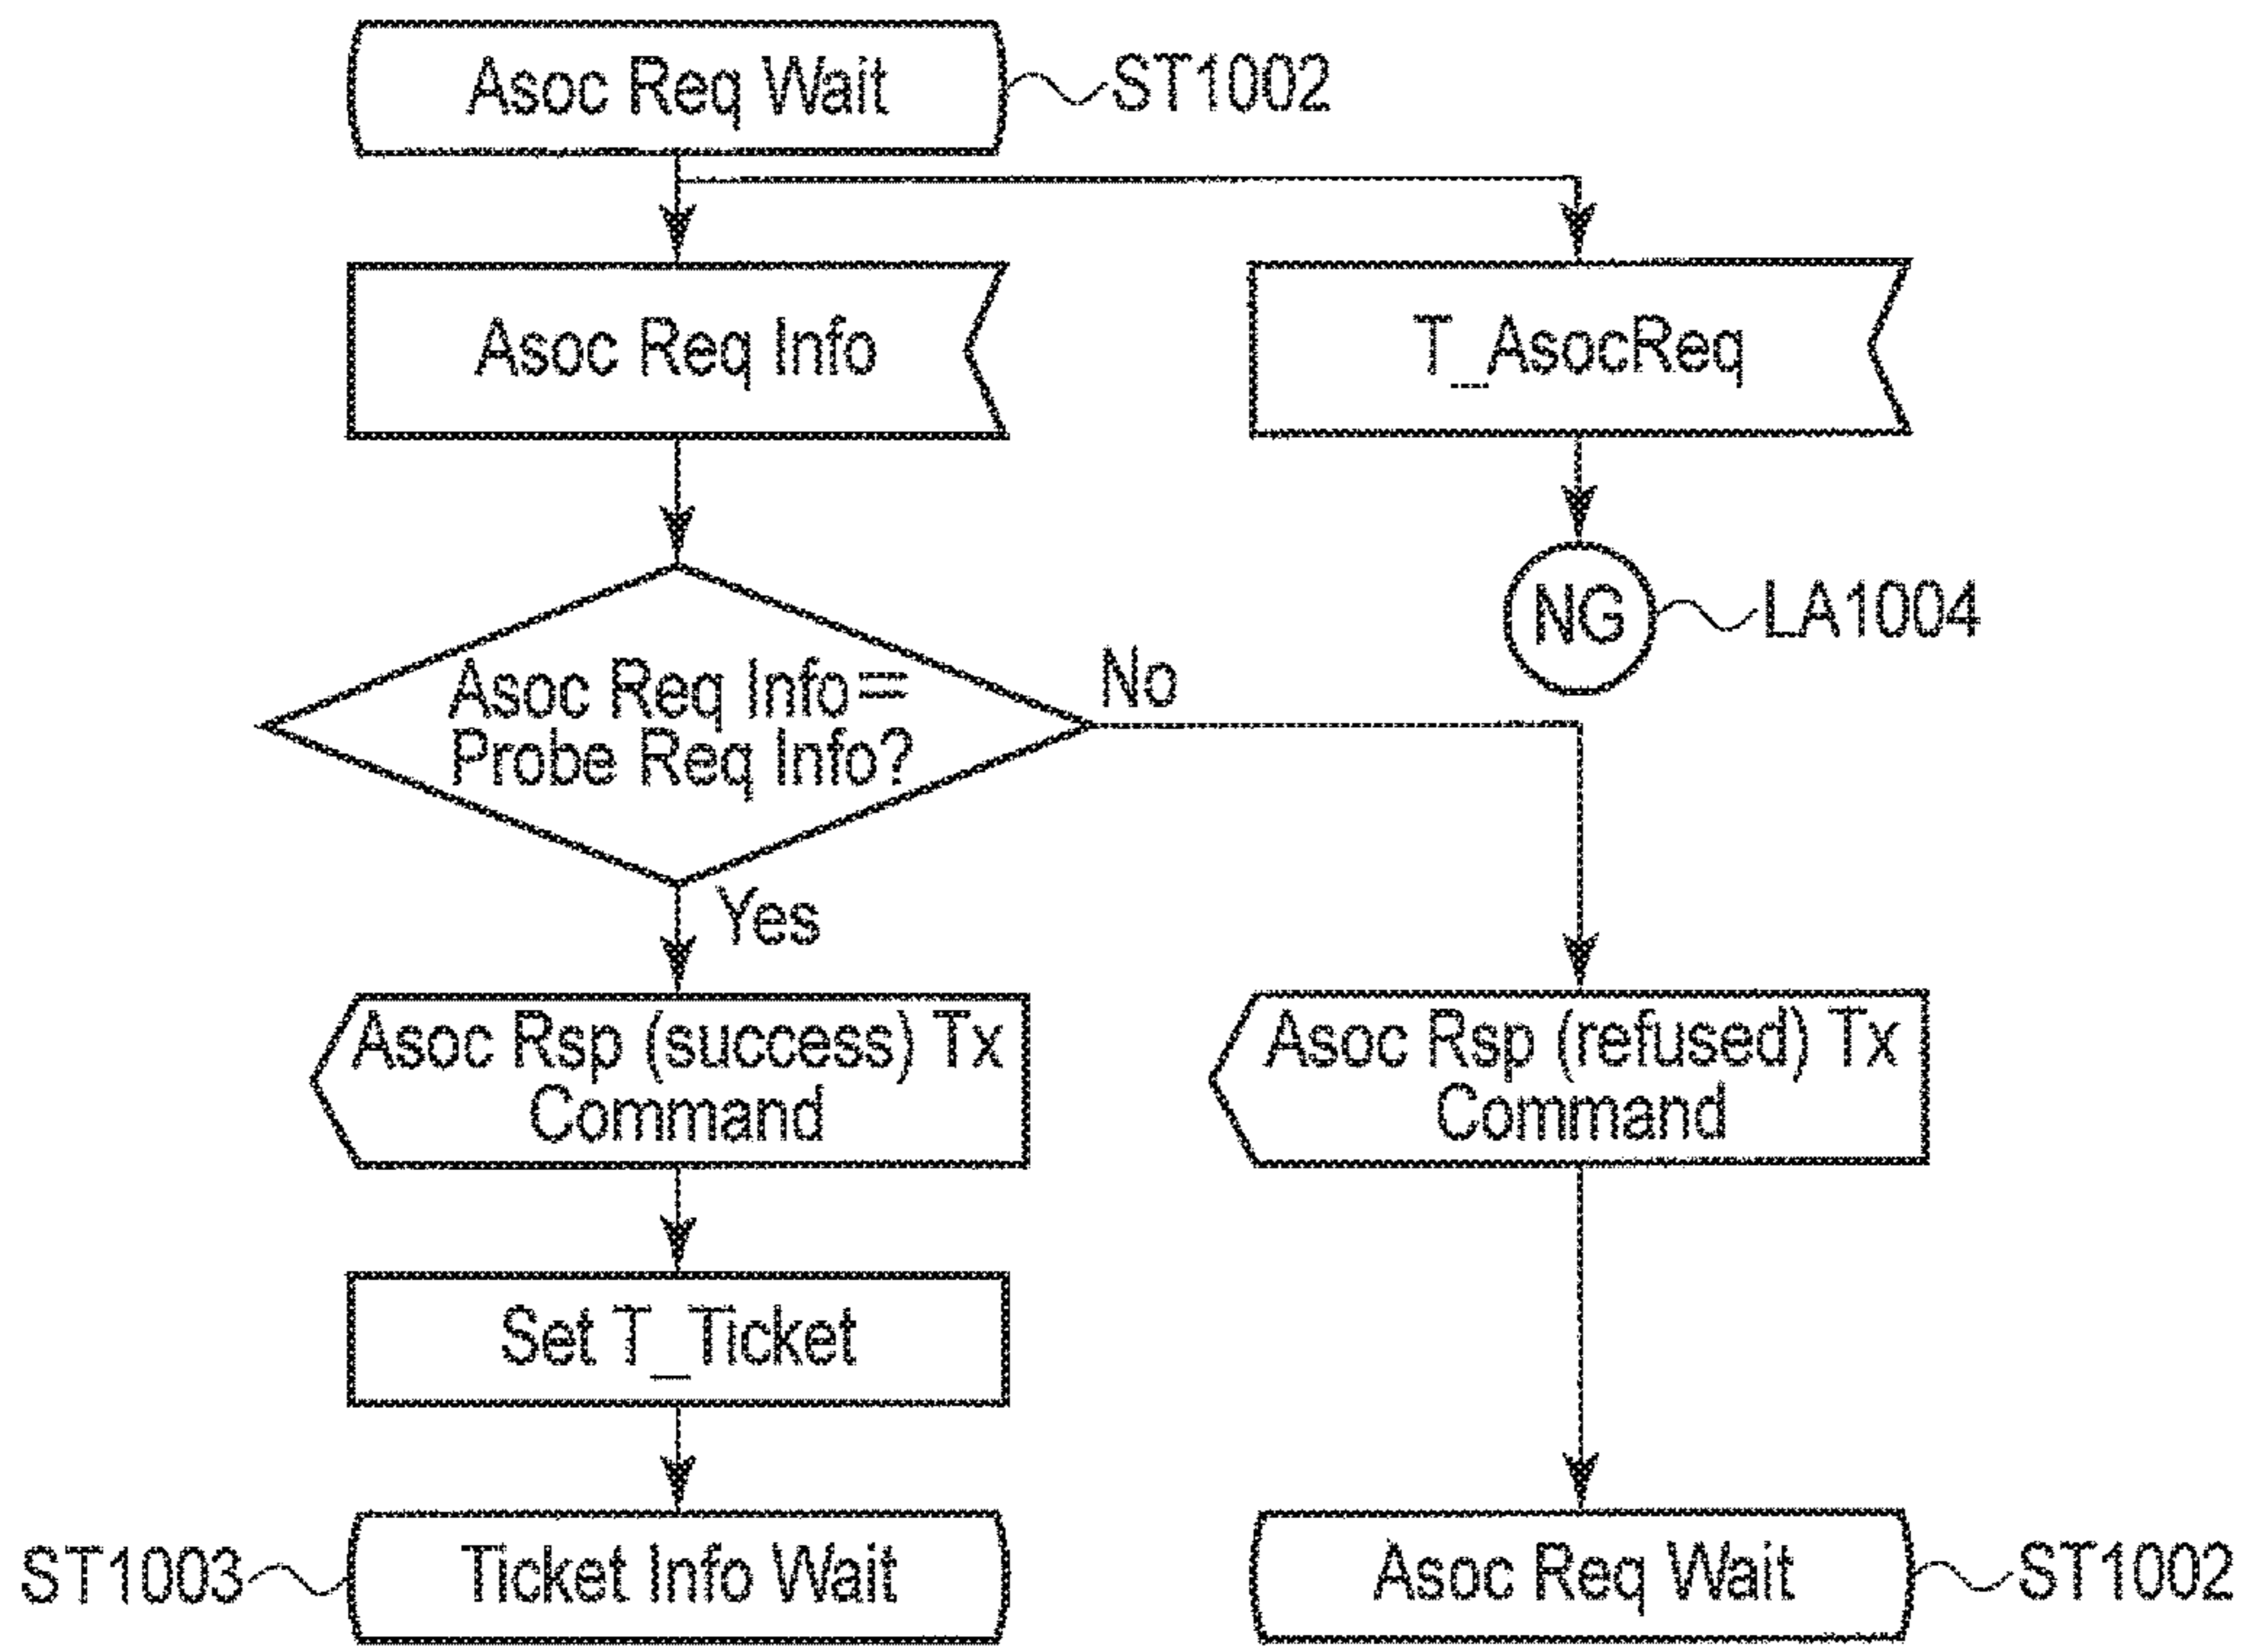 Asoc Req Wait
ST1002
Asoc Req Info
T_AsocReq
NG
LA1004
Asoc Req Info=
Probe Req Info?
No
Yes
Asoc Rsp (success) Tx
Command
Asoc Rsp (refused) Tx
Command
Set T_Ticket
ST1003
Ticket Info Wait
Asoc Req Wait
ST1002